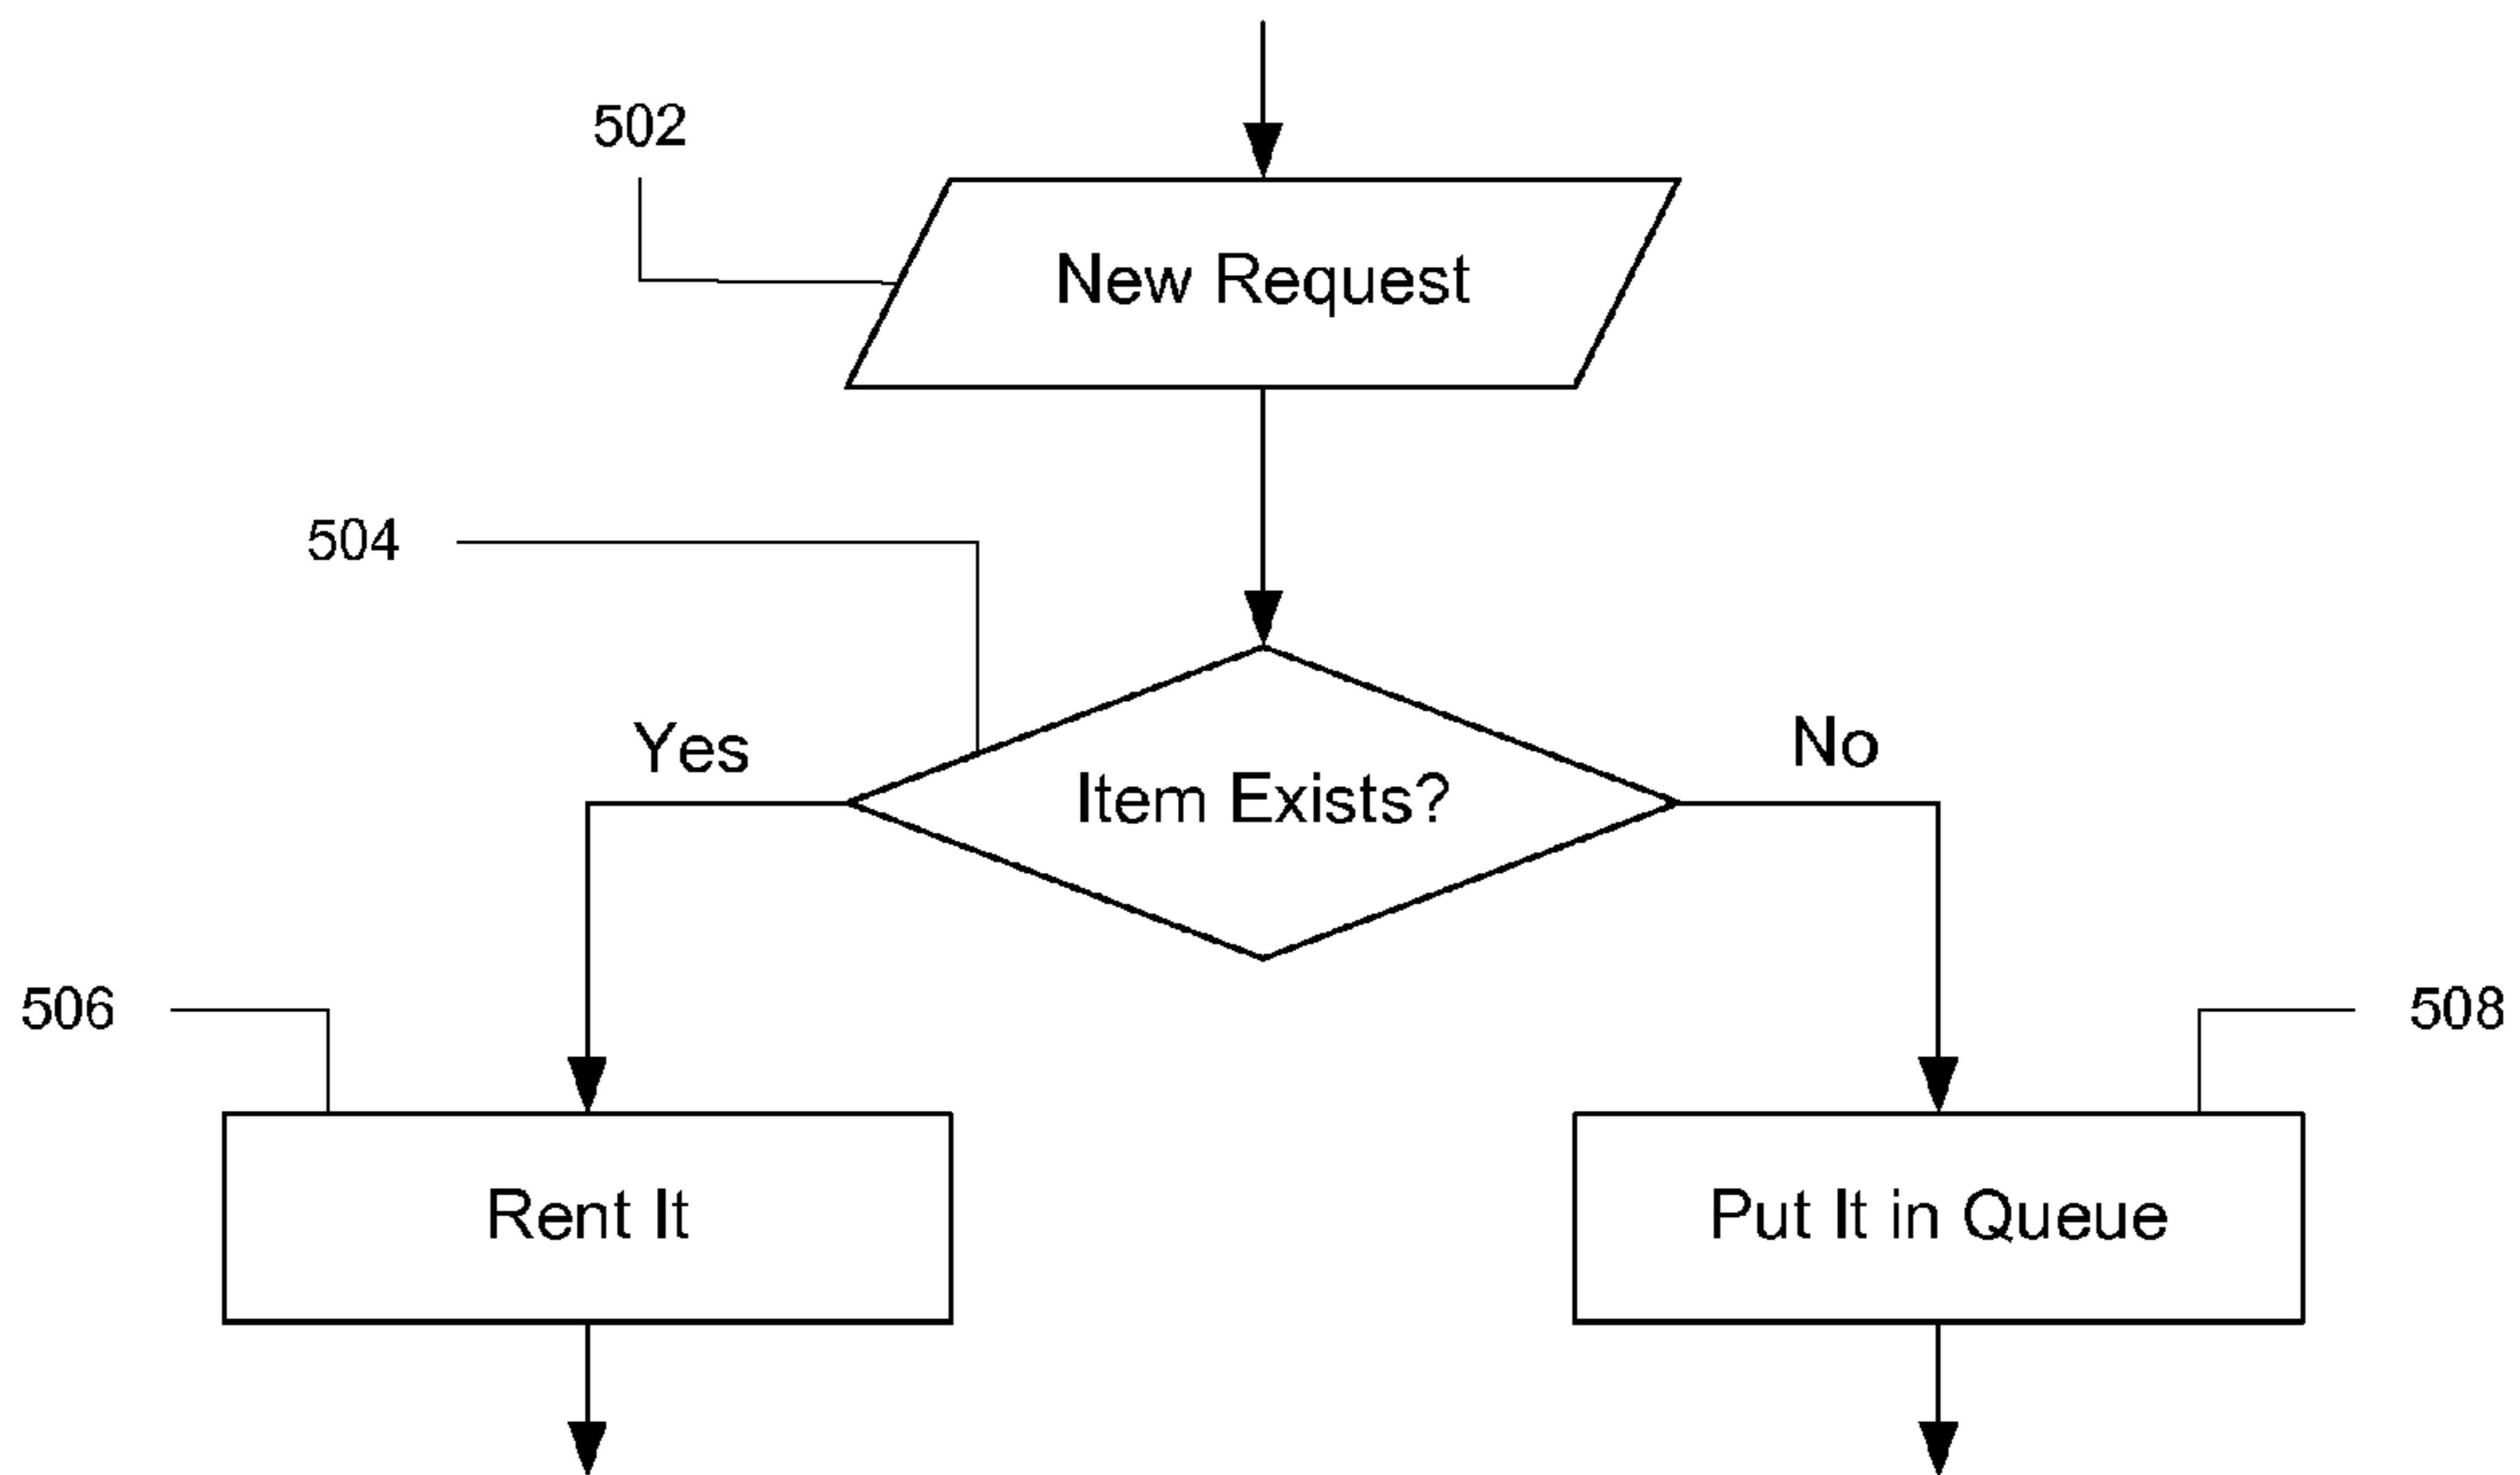 502
New Request
504
Yes
No
Item Exists?
506
508
Rent It
Put It in Queue